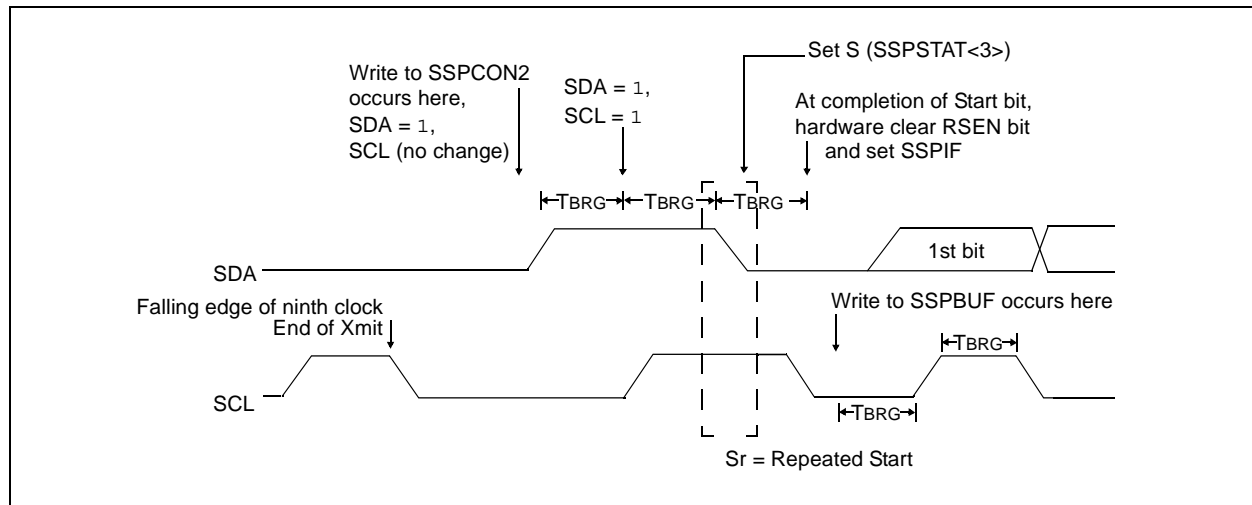 Set S (SSPSTAT<3>)
Write to SSPCON2
occurs here,
SDA = 1,
SCL (no change)
SDA = 1,
SCL = 1
At completion of Start bit,
hardware clear RSEN bit
and set SSPIF
TBRG
TBRG
TBRG
SDA
1st bit
Falling edge of ninth clock
End of Xmit
Write to SSPBUF occurs here
TBRG
SCL
TBRG
Sr = Repeated Start